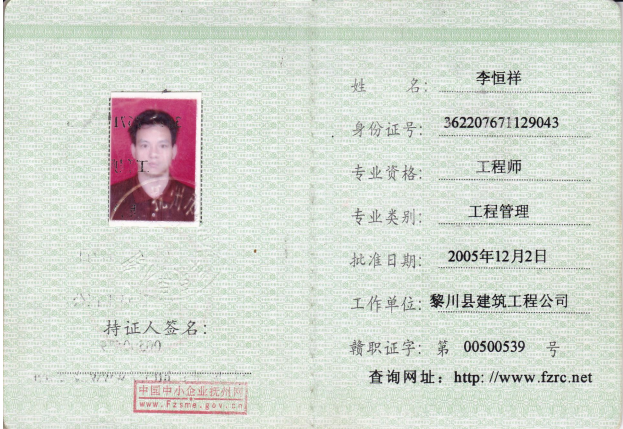 姓 名: 李恒祥
身份证号: 362207671129043
专业资格: 工程师
专业类别: 工程管理
批准日期: 2005年12月2日
工作单位: 黎川县建筑工程公司
赣职证字: 第 00500539 号
查询网址: http: //www.fzrc.net
持证人签名:
中国中小企业抚州网
www.Fzsme.gov.cn